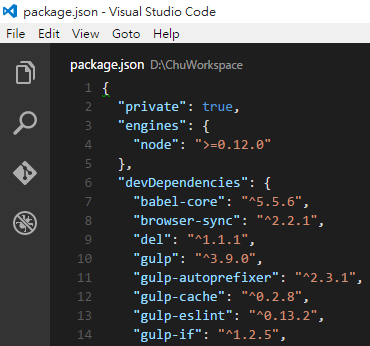 package.json - Visual Studio Code
File Edit View Goto Help
package.json D:\ChuWorkspace
1 {
2 "private": true,
3 "engines": {
4 "node": ">=0.12.0"
5 },
6 "devDependencies": {
7 "babel-core": "^5.5.6",
8 "browser-sync": "^2.2.1",
9 "del": "^1.1.1",
10 "gulp": "^3.9.0",
11 "gulp-autoprefixer": "^2.3.1",
12 "gulp-cache": "^0.2.8",
13 "gulp-eslint": "^0.13.2",
14 "gulp-if": "^1.2.5",